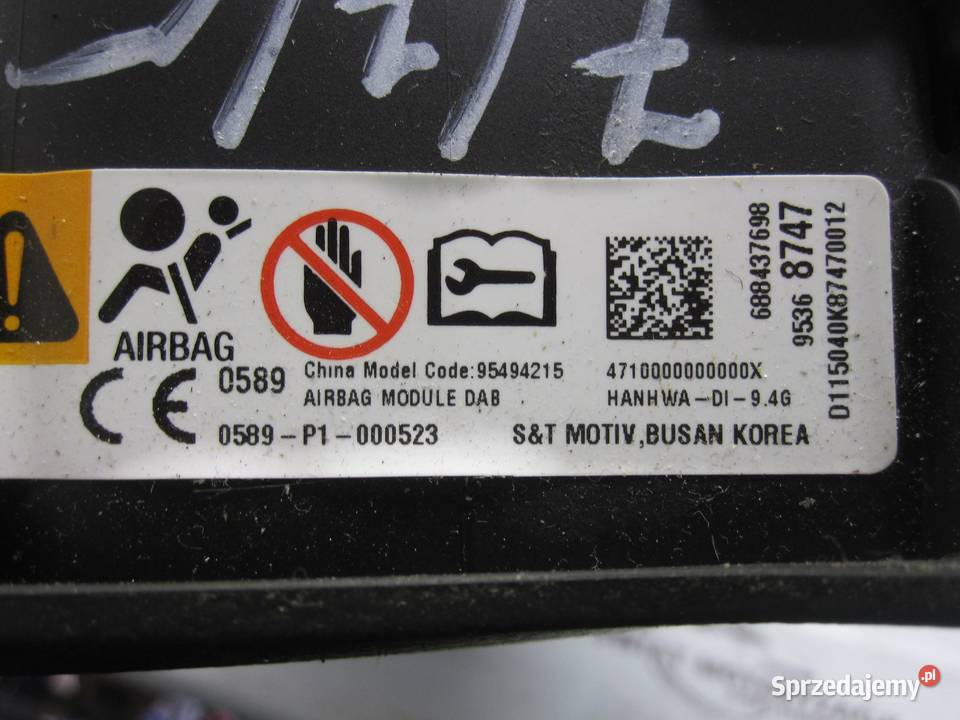 AIRBAG
0589
China Model Code:95494215
AIRBAG MODULE DAB
0589-P1-000523
4710000000000X
HANHWA-DI-9.4G
S&T MOTIV,BUSAN KOREA
688437698
9536 8747
D115040K87470012
CE
Sprzedajemy.pl